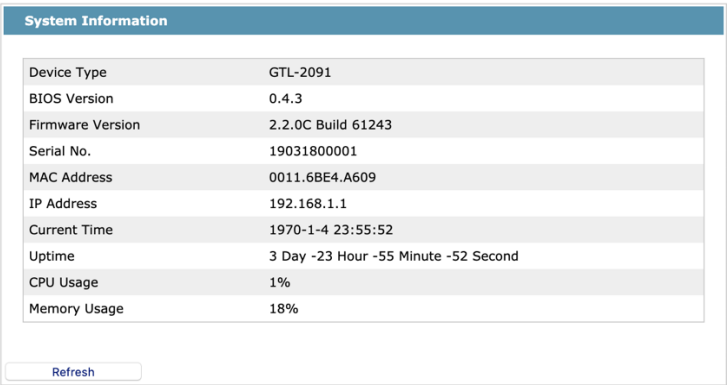 System Information
Device Type GTL-2091
BIOS Version 0.4.3
Firmware Version 2.2.0C Build 61243
Serial No. 19031800001
MAC Address 0011.6BE4.A609
IP Address 192.168.1.1
Current Time 1970-1-4 23:55:52
Uptime 3 Day -23 Hour -55 Minute -52 Second
CPU Usage 1%
Memory Usage 18%
Refresh